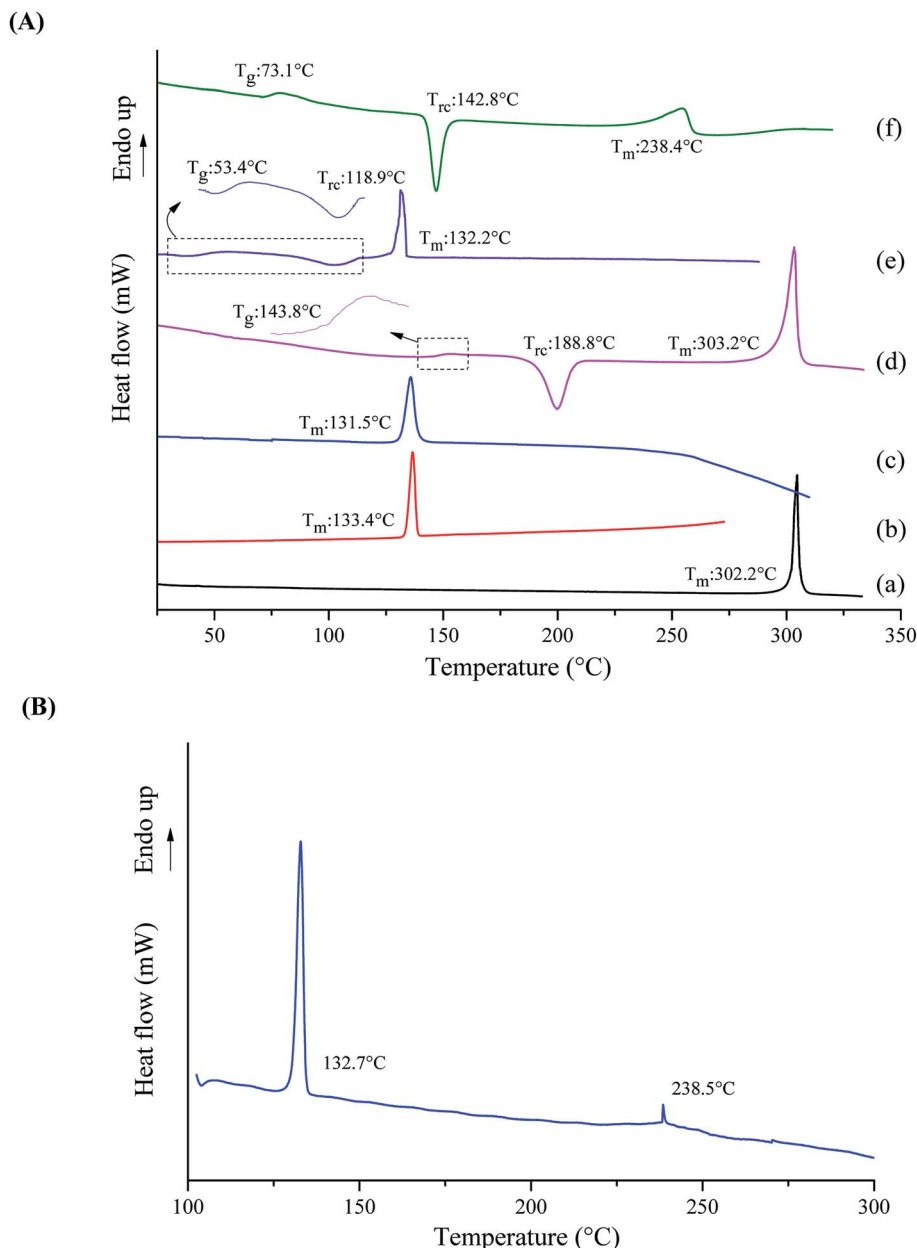 (A)
Endo up
Heat flow (mW)
Tg:73.1°C
Trc:142.8°C
Tm:238.4°C
(f)
Tg:53.4°C
Trc:118.9°C
Tm:132.2°C
(e)
Tg:143.8°C
Trc:188.8°C
Tm:303.2°C
(d)
Tm:131.5°C
(c)
Tm:133.4°C
(b)
Tm:302.2°C
(a)
50 100 150 200 250 300 350
Temperature (°C)
(B)
Endo up
Heat flow (mW)
132.7°C
238.5°C
100 150 200 250 300
Temperature (°C)